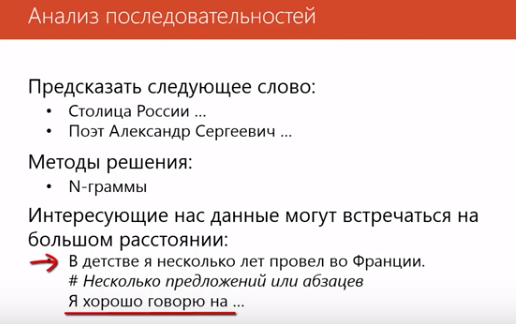 Анализ последовательностей
Предсказать следующее слово:
• Столица России ...
• Поэт Александр Сергеевич ...
Методы решения:
• N-граммы
Интересующие нас данные могут встречаться на
большом расстоянии:
В детстве я несколько лет провел во Франции.
# Несколько предложений или абзацев
Я хорошо говорю на ...